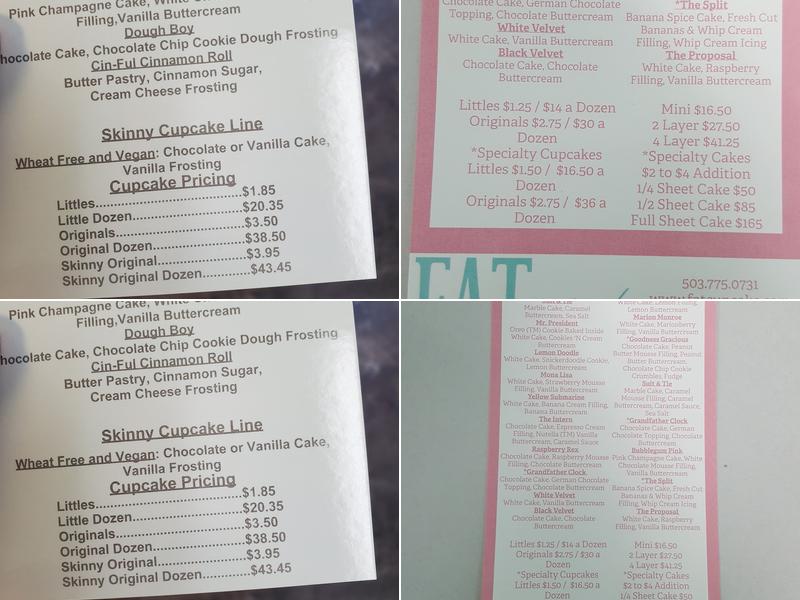 Pink Champagne Cake, White
Filling,Vanilla Buttercream
Dough Boy
hocolate Cake, Chocolate Chip Cookie Dough Frosting
Cin-Ful Cinnamon Roll
Butter Pastry, Cinnamon Sugar,
Cream Cheese Frosting
Skinny Cupcake Line
Wheat Free and Vegan: Chocolate or Vanilla Cake,
Vanilla Frosting
Cupcake Pricing
Littles............................$1.85
Little Dozen......................$20.35
Originals..........................$3.50
Original Dozen.....................$38.50
Skinny Original....................$3.95
Skinny Original Dozen............$43.45
Chocolate Cake, German Chocolate
Topping, Chocolate Buttercream
White Velvet
White Cake, Vanilla Buttercream
Black Velvet
Chocolate Cake, Chocolate
Buttercream
Littles $1.25 / $14 a Dozen
Originals $2.75 / $30 a
Dozen
*Specialty Cupcakes
Littles $1.50 / $16.50 a
Dozen
Originals $2.75 / $36 a
Dozen
*The Split
Banana Spice Cake, Fresh Cut
Bananas & Whip Cream
Filling, Whip Cream Icing
The Proposal
White Cake, Raspberry
Filling, Vanilla Buttercream
Mini $16.50
2 Layer $27.50
4 Layer $41.25
*Specialty Cakes
$2 to $4 Addition
1/4 Sheet Cake $50
1/2 Sheet Cake $85
Full Sheet Cake $165
FAT
503.775.0731
Pink Champagne Cake, White
Filling,Vanilla Buttercream
Dough Boy
hocolate Cake, Chocolate Chip Cookie Dough Frosting
Cin-Ful Cinnamon Roll
Butter Pastry, Cinnamon Sugar,
Cream Cheese Frosting
Skinny Cupcake Line
Wheat Free and Vegan: Chocolate or Vanilla Cake,
Vanilla Frosting
Cupcake Pricing
Littles............................$1.85
Little Dozen......................$20.35
Originals..........................$3.50
Original Dozen.....................$38.50
Skinny Original....................$3.95
Skinny Original Dozen............$43.45
Salt & Tie
Marble Cake, Caramel
Buttercream, Sea Salt
Mr. President
Oreo (TM) Cookie Baked Inside
White Cake, Cookies 'N Cream
Buttercream
Lemon Doodle
White Cake, Snickerdoodle Cookie,
Lemon Buttercream
Mona Lisa
White Cake, Strawberry Mousse
Filling, Vanilla Buttercream
Yellow Submarine
White Cake, Banana Cream Filling,
Banana Buttercream
The Intern
Chocolate Cake, Espresso Cream
Filling, Nutella (TM) Vanilla
Buttercream, Caramel Sauce
Raspberry Rex
Chocolate Cake, Raspberry Mousse
Filling, Chocolate Buttercream
*Grandfather Clock
Chocolate Cake, German Chocolate
Topping, Chocolate Buttercream
White Velvet
White Cake, Vanilla Buttercream
Black Velvet
Chocolate Cake, Chocolate
Buttercream
Littles $1.25 / $14 a Dozen
Originals $2.75 / $30 a
Dozen
*Specialty Cupcakes
Littles $1.50 / $16.50 a
Dozen
White Cake, Lemon Filling,
Lemon Buttercream
Marion Monroe
White Cake, Marionberry
Filling, Vanilla Buttercream
*Goodness Gracious
Chocolate Cake, Peanut
Butter Mousse Filling, Peanut
Butter Buttercream,
Chocolate Chip Cookie
Crumbles, Fudge
Salt & Tie
Marble Cake, Caramel
Mousse Filling, Caramel
Buttercream, Caramel Sauce,
Sea Salt
*Grandfather Clock
Chocolate Cake, German
Chocolate Topping, Chocolate
Buttercream
Bubblegum Pink
Pink Champagne Cake, White
Chocolate Mousse Filling,
Vanilla Buttercream
*The Split
Banana Spice Cake, Fresh Cut
Bananas & Whip Cream
Filling, Whip Cream Icing
The Proposal
White Cake, Raspberry
Filling, Vanilla Buttercream
Mini $16.50
2 Layer $27.50
4 Layer $41.25
*Specialty Cakes
$2 to $4 Addition
1/4 Sheet Cake $50